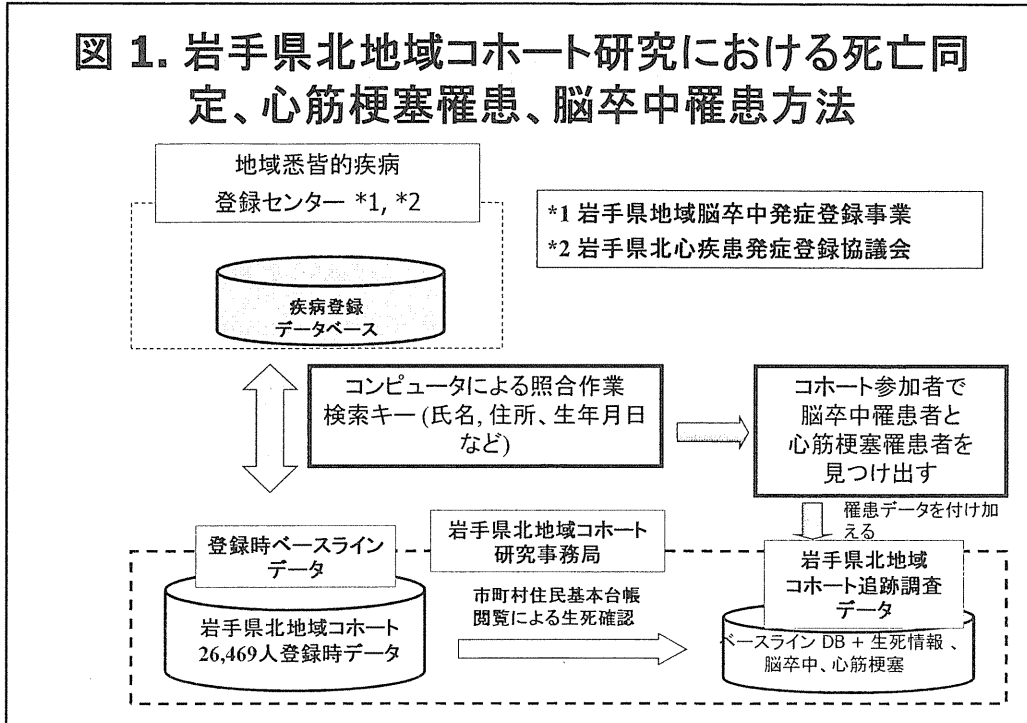 図 1. 岩手県北地域コホート研究における死亡同
定、心筋梗塞罹患、脳卒中罹患方法
地域悉皆的疾病
登録センター *1, *2
*1 岩手県地域脳卒中発症登録事業
*2 岩手県北心疾患発症登録協議会
疾病登録
データベース
コンピュータによる照合作業
検索キー (氏名, 住所、生年月日
など)
コホート参加者で
脳卒中罹患者と
心筋梗塞罹患者を
見つけ出す
罹患データを付け加
える
登録時ベースライン
データ
岩手県北地域コホート
研究事務局
岩手県北地域
コホート追跡調査
データ
市町村住民基本台帳
閲覧による生死確認
岩手県北地域コホート
26,469人登録時データ
ベースライン DB + 生死情報 、
脳卒中、心筋梗塞